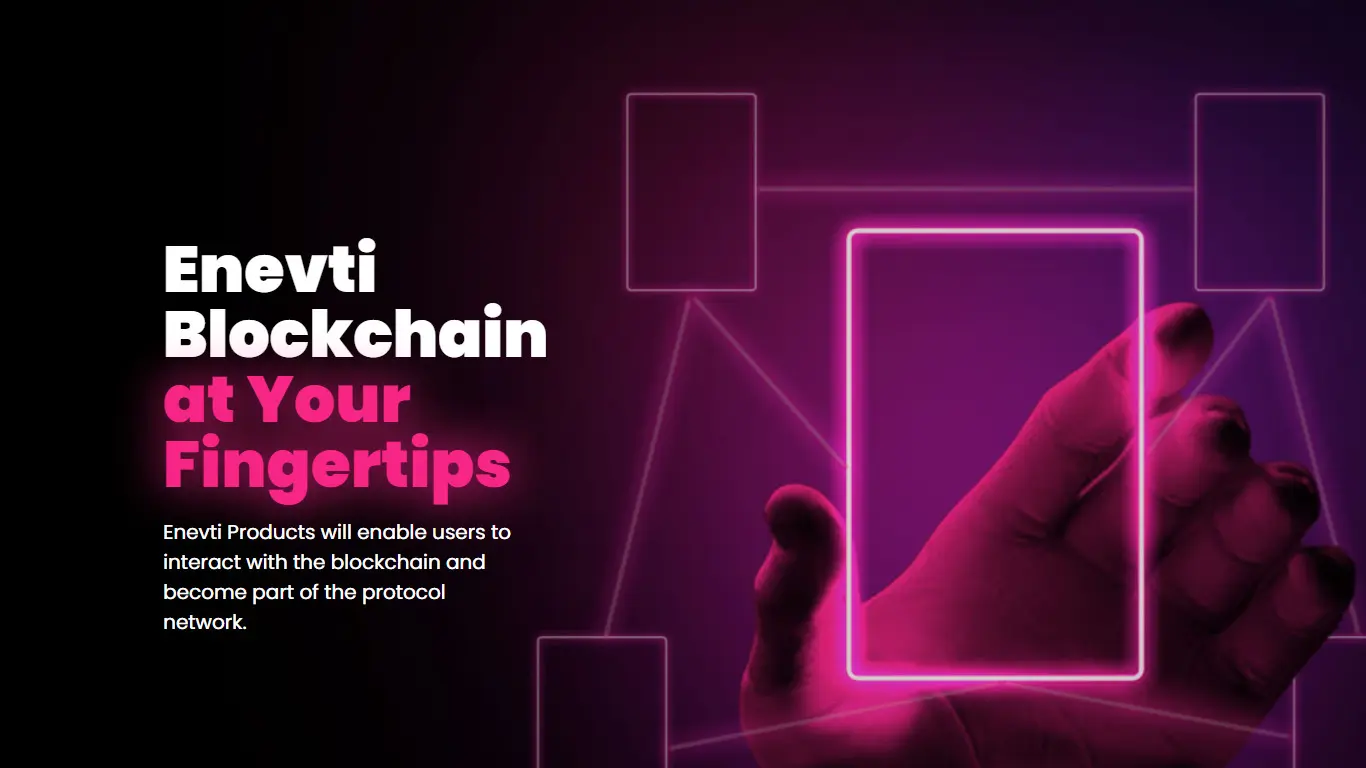 Enevti
Blockchain
at Your
Fingertips
Enevti Products will enable users to
interact with the blockchain and
become part of the protocol
network.